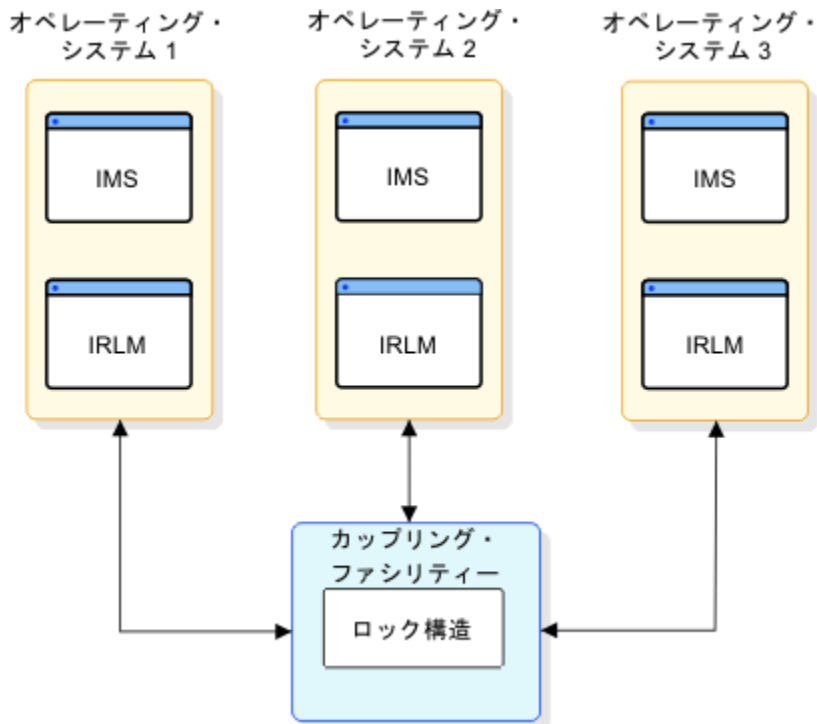 オペレーティング・
システム 1
オペレーティング・
システム 2
オペレーティング・
システム 3
IMS
IMS
IMS
IRLM
IRLM
IRLM
カップリング・
ファシリティー
ロック構造